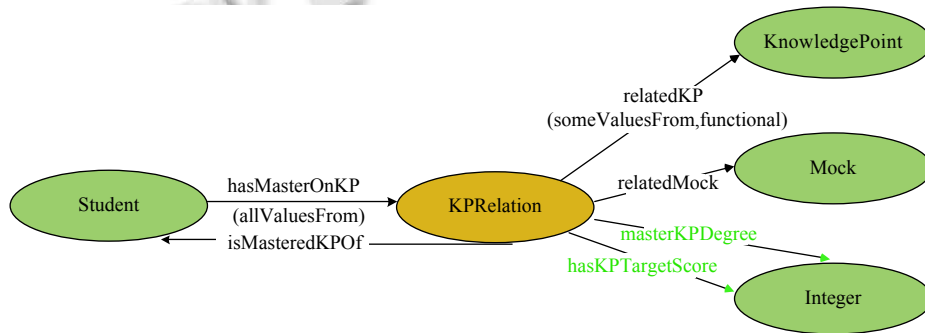 KnowledgePoint
relatedKP
(someValuesFrom,functional)
hasMasterOnKP
relatedMock
Mock
Student
KPRelation
(allValuesFrom)
isMasteredKPOf
masterKPDegree
hasKPTargetScore
Integer